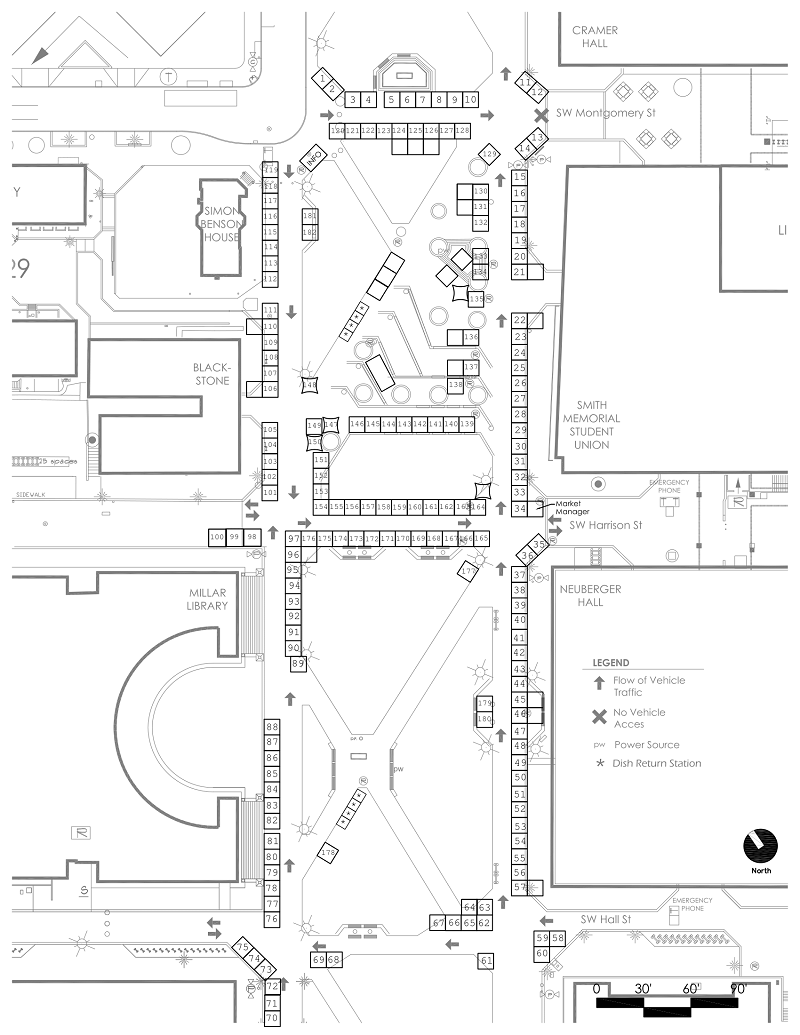 CRAMER
HALL
1
2
3 4 5 6 7 8 9 10
11
12
SW Montgomery St
T
120 121 122 123 124 125 126 127 128
13
14
129
INFO
119
118
117
116
115
114
113
112
SIMON
BENSON
HOUSE
Y
29
181
182
130
131
132
pw
133
134
135
136
137
138
15
16
17
18
19
20
21
LI
111
110
109
108
107
106
BLACK-
STONE
* * * *
148
22
23
24
25
26
27
28
29
30
31
32
33
34
SMITH
MEMORIAL
STUDENT
UNION
149 147
150
146 145 144 143 142 141 140 139
105
104
103
102
101
25 spaces
SIDEWALK
151
152
153
154 155 156 157 158 159 160 161 162 163 164
Market
Manager
EMERGENCY
PHONE
R
SW Harrison St
100 99 98
97 176 175 174 173 172 171 170 169 168 167 166 165
96
95
94
93
92
91
90
89
35
36
177
MILLAR
LIBRARY
NEUBERGER
HALL
37
38
39
40
41
42
43
44
45
46
47
48
49
50
51
52
53
54
55
56
57
179
180
LEGEND
Flow of Vehicle
Traffic
No Vehicle
Acces
pw Power Source
* Dish Return Station
88
87
86
85
84
83
82
81
80
79
78
77
76
pw
* * * *
178
R
North
64 63
67 66 65 62
EMERGENCY
PHONE
SW Hall St
59 58
60
61
75
74
73
72
71
70
69 68
0 30' 60' 90'